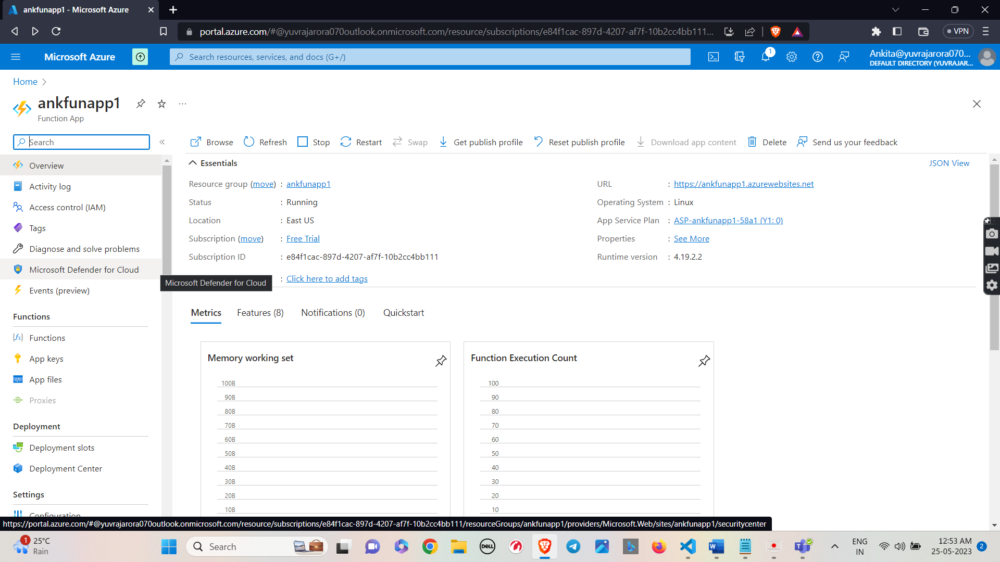 ankfunapp1 - Microsoft Azure
portal.azure.com/#@yuvrajarora070outlook.onmicrosoft.com/resource/subscriptions/e84f1cac-897d-4207-af7f-10b2cc4bb111...
VPN
Microsoft Azure
Search resources, services, and docs (G+/)
1
Ankita@yuvrajarora070...
DEFAULT DIRECTORY (YUVRAJAR...
Home
ankfunapp1
Function App
Search
Browse Refresh Stop Restart Swap Get publish profile Reset publish profile Download app content Delete Send us your feedback
Overview
Activity log
Access control (IAM)
Tags
Diagnose and solve problems
Microsoft Defender for Cloud
Events (preview)
Functions
Functions
App keys
App files
Proxies
Deployment
Deployment slots
Deployment Center
Settings
Configuration
Microsoft Defender for Cloud
Essentials
JSON View
Resource group (move) : ankfunapp1
Status : Running
Location : East US
Subscription (move) : Free Trial
Subscription ID : e84f1cac-897d-4207-af7f-10b2cc4bb111
: Click here to add tags
URL : https://ankfunapp1.azurewebsites.net
Operating System : Linux
App Service Plan : ASP-ankfunapp1-58a1 (Y1: 0)
Properties : See More
Runtime version : 4.19.2.2
Metrics Features (8) Notifications (0) Quickstart
Memory working set
100B
90B
80B
70B
60B
50B
40B
30B
20B
10B
Function Execution Count
100
90
80
70
60
50
40
30
20
10
https://portal.azure.com/#@yuvrajarora070outlook.onmicrosoft.com/resource/subscriptions/e84f1cac-897d-4207-af7f-10b2cc4bb111/resourceGroups/ankfunapp1/providers/Microsoft.Web/sites/ankfunapp1/securitycenter
1
25°C
Rain
Search
DELL
ENG
IN
12:53 AM
25-05-2023
2